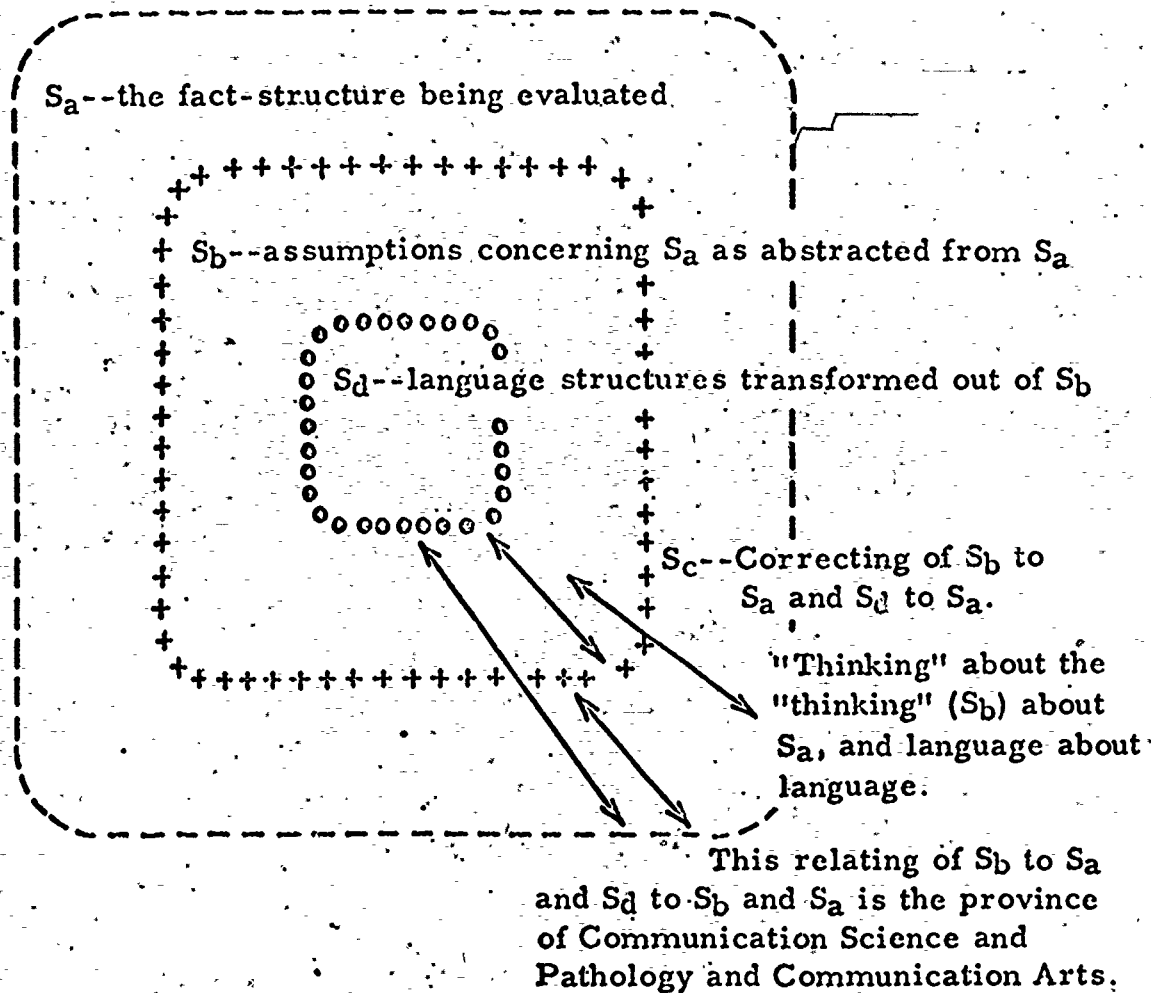 Sa--the fact-structure being evaluated.
Sb--assumptions concerning Sa as abstracted from Sa
Sd--language structures transformed out of Sb
Sc--Correcting of Sb to
Sa and Sd to Sa.
"Thinking" about the
"thinking" (Sb) about
Sa, and language about
language.
This relating of Sb to Sa
and Sd to Sb and Sa is the province
of Communication Science and
Pathology and Communication Arts.